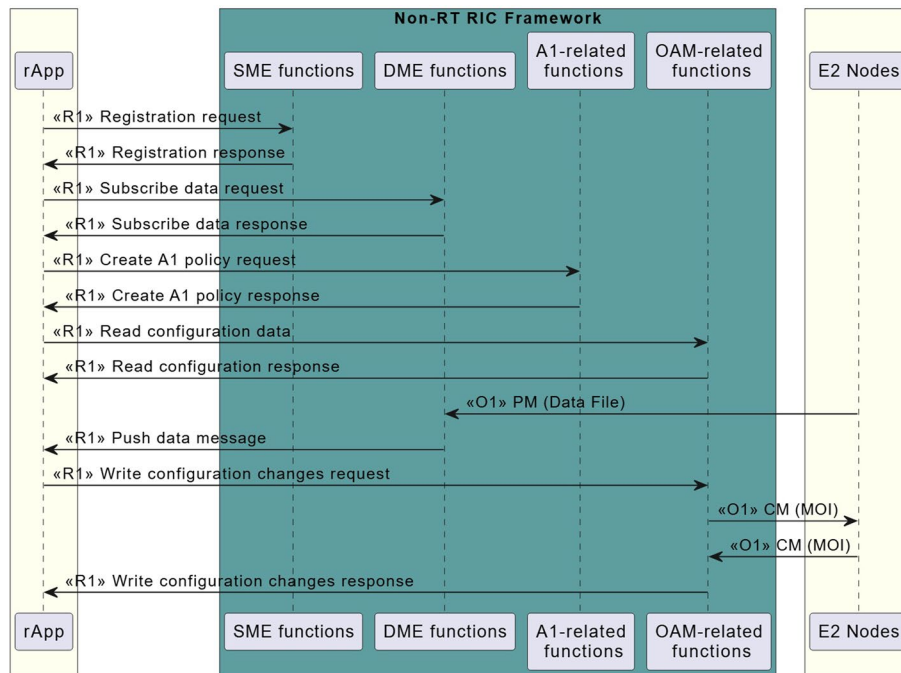 Non-RT RIC Framework
rApp
SME functions
DME functions
A1-related
functions
OAM-related
functions
E2 Nodes
«R1» Registration request
«R1» Registration response
«R1» Subscribe data request
«R1» Subscribe data response
«R1» Create A1 policy request
«R1» Create A1 policy response
«R1» Read configuration data
«R1» Read configuration response
«O1» PM (Data File)
«R1» Push data message
«R1» Write configuration changes request
«O1» CM (MOI)
«O1» CM (MOI)
«R1» Write configuration changes response
rApp
SME functions
DME functions
A1-related
functions
OAM-related
functions
E2 Nodes